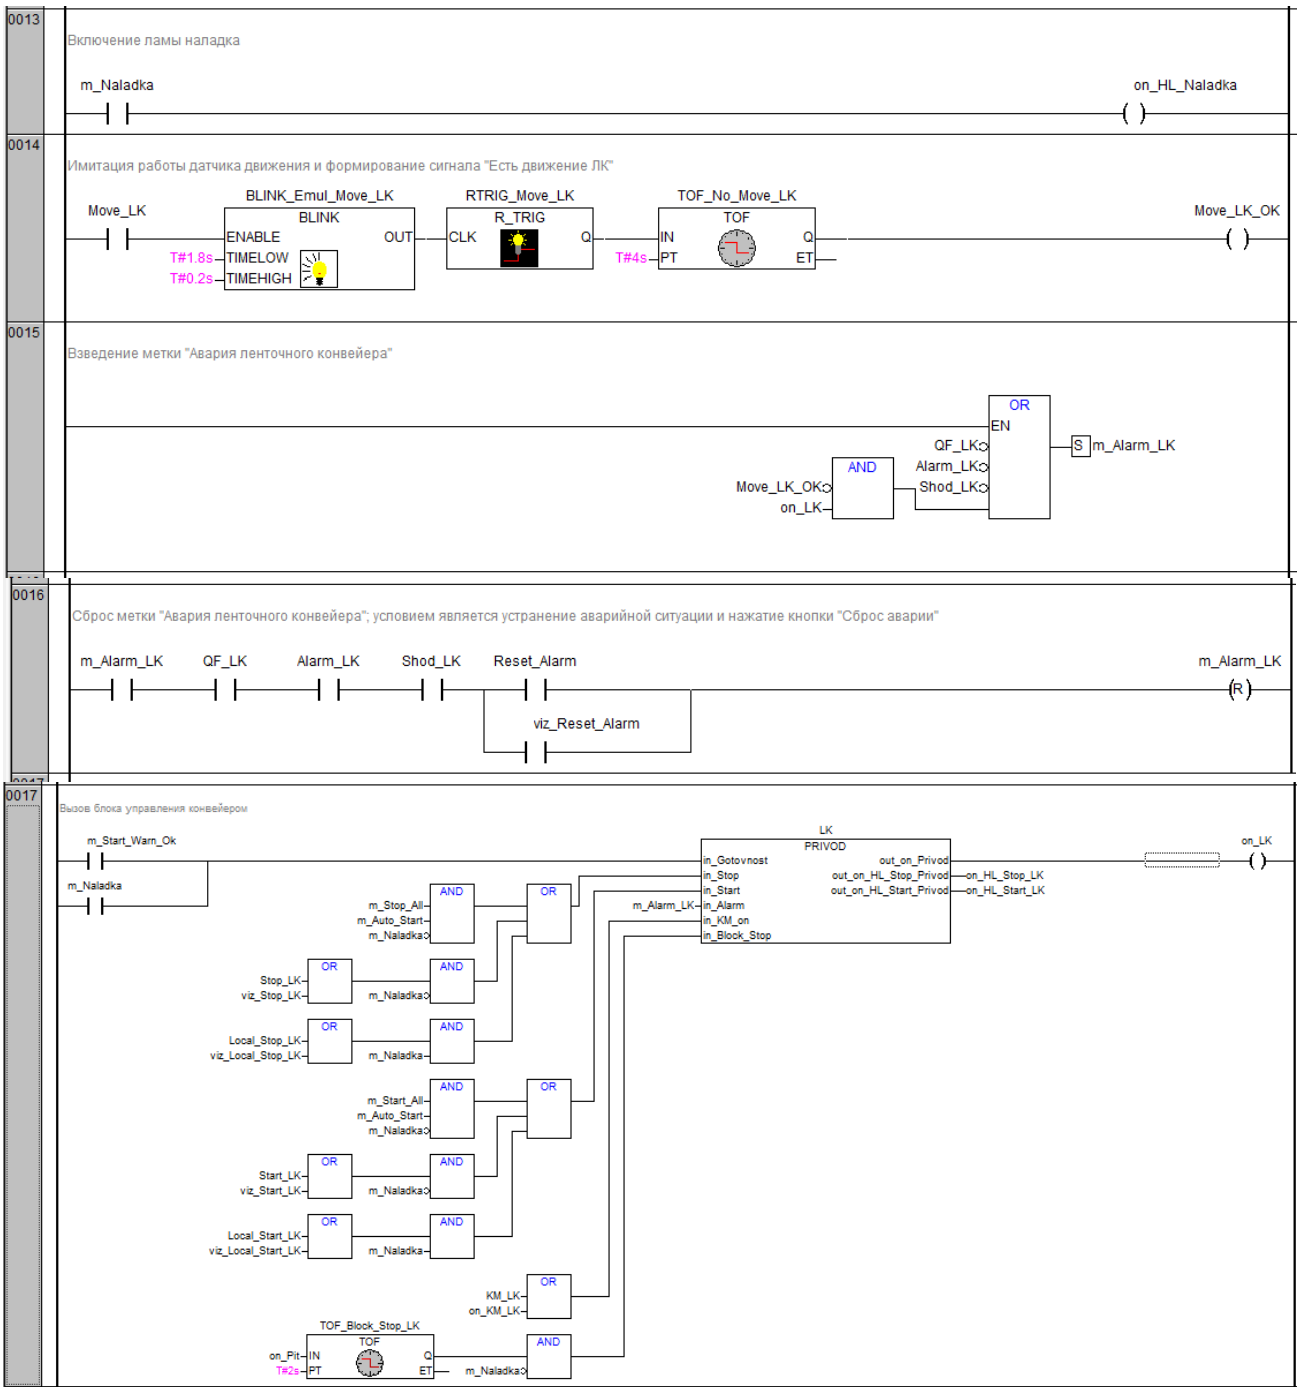 0013
Включение ламы наладка
m_Naladka
on_HL_Naladka
0014
Имитация работы датчика движения и формирование сигнала "Есть движение ЛК"
BLINK_Emul_Move_LK
RTRIG_Move_LK
TOF_No_Move_LK
Move_LK
BLINK
R_TRIG
TOF
Move_LK_OK
ENABLE
OUT
CLK
Q
IN
Q
T#1.8s
TIMELOW
T#4s
PT
ET
T#0.2s
TIMEHIGH
0015
Взведение метки "Авария ленточного конвейера"
OR
EN
QF_LK
S
m_Alarm_LK
AND
Alarm_LK
Move_LK_OK
Shod_LK
on_LK
0016
Сброс метки "Авария ленточного конвейера"; условием является устранение аварийной ситуации и нажатие кнопки "Сброс аварии"
m_Alarm_LK
QF_LK
Alarm_LK
Shod_LK
Reset_Alarm
m_Alarm_LK
R
viz_Reset_Alarm
0017
Вызов блока управления конвейером
m_Start_Warn_Ok
LK
PRIVOD
on_LK
in_Gotovnost
out_on_Privod
m_Naladka
in_Stop
out_on_HL_Stop_Privod
on_HL_Stop_LK
AND
OR
in_Start
out_on_HL_Start_Privod
on_HL_Start_LK
m_Stop_All
m_Alarm_LK
in_Alarm
m_Auto_Start
in_KM_on
m_Naladka
in_Block_Stop
OR
AND
Stop_LK
viz_Stop_LK
m_Naladka
OR
AND
Local_Stop_LK
viz_Local_Stop_LK
m_Naladka
AND
OR
m_Start_All
m_Auto_Start
m_Naladka
OR
AND
Start_LK
viz_Start_LK
m_Naladka
OR
AND
Local_Start_LK
viz_Local_Start_LK
m_Naladka
OR
KM_LK
on_KM_LK
TOF_Block_Stop_LK
TOF
AND
on_Pit
IN
Q
T#2s
PT
ET
m_Naladka